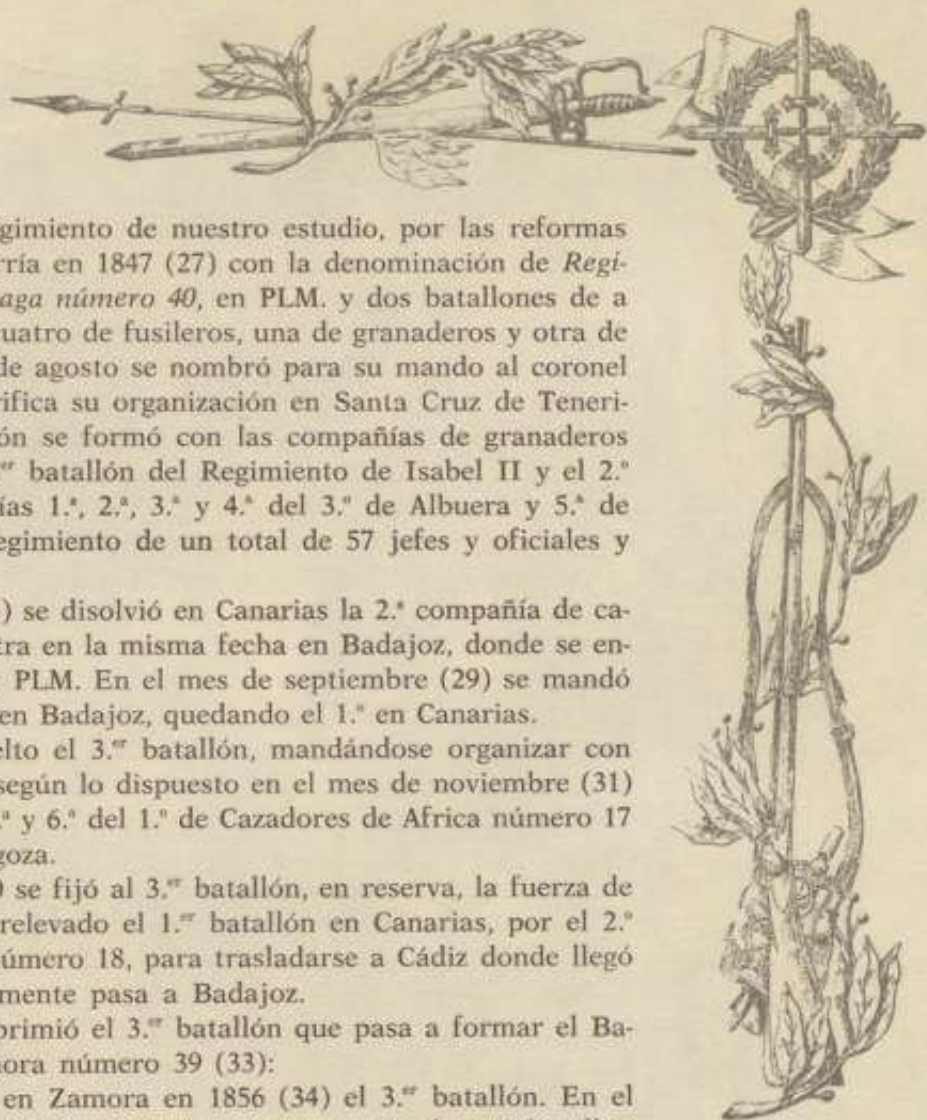 gimiento de nuestro estudio, por las reformas
rría en 1847 (27) con la denominación de Regi-
aga número 40, en PLM. y dos batallones de a
uatro de fusileros, una de granaderos y otra de
de agosto se nombró para su mando al coronel
rifica su organización en Santa Cruz de Teneri-
ón se formó con las compañías de granaderos
batallón del Regimiento de Isabel II y el 2.º
ías 1.ª, 2.ª, 3.ª y 4.ª del 3.º de Albuera y 5.ª de
egimiento de un total de 57 jefes y oficiales y
) se disolvió en Canarias la 2.ª compañía de ca-
tra en la misma fecha en Badajoz, donde se en-
PLM. En el mes de septiembre (29) se mandó
en Badajoz, quedando el 1.º en Canarias.
elto el 3.er batallón, mandándose organizar con
según lo dispuesto en el mes de noviembre (31)
.ª y 6.ª del 1.º de Cazadores de Africa número 17
goza.
0 se fijó al 3.er batallón, en reserva, la fuerza de
relevado el 1.er batallón en Canarias, por el 2.º
úmero 18, para trasladarse a Cádiz donde llegó
mente pasa a Badajoz.
primió el 3.er batallón que pasa a formar el Ba-
ora número 39 (33):
en Zamora en 1856 (34) el 3.er batallón. En el